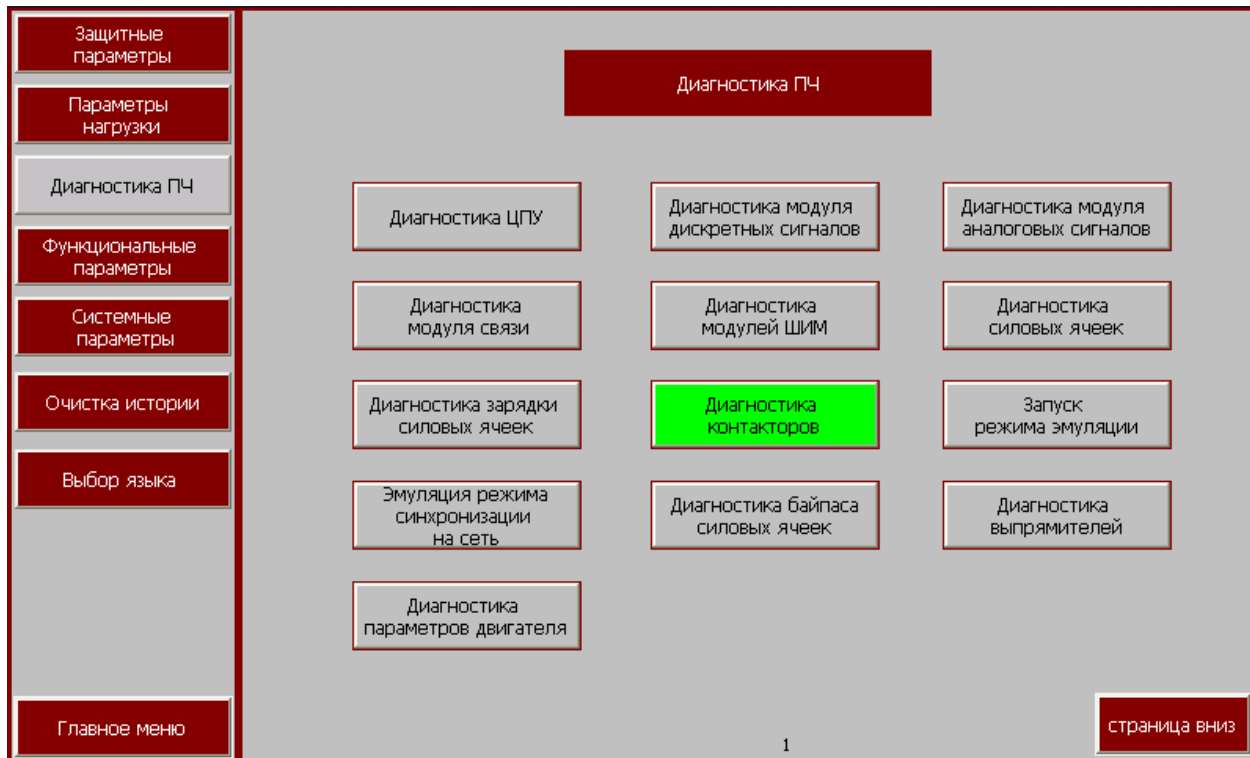 Защитные
параметры
Параметры
нагрузки
Диагностика ПЧ
Функциональные
параметры
Системные
параметры
Очистка истории
Выбор языка
Главное меню
Диагностика ПЧ
Диагностика ЦПУ
Диагностика модуля
дискретных сигналов
Диагностика модуля
аналоговых сигналов
Диагностика
модуля связи
Диагностика
модулей ШИМ
Диагностика
силовых ячеек
Диагностика зарядки
силовых ячеек
Диагностика
контакторов
Запуск
режима эмуляции
Эмуляция режима
синхронизации
на сеть
Диагностика байпаса
силовых ячеек
Диагностика
выпрямителей
Диагностика
параметров двигателя
1
страница вниз